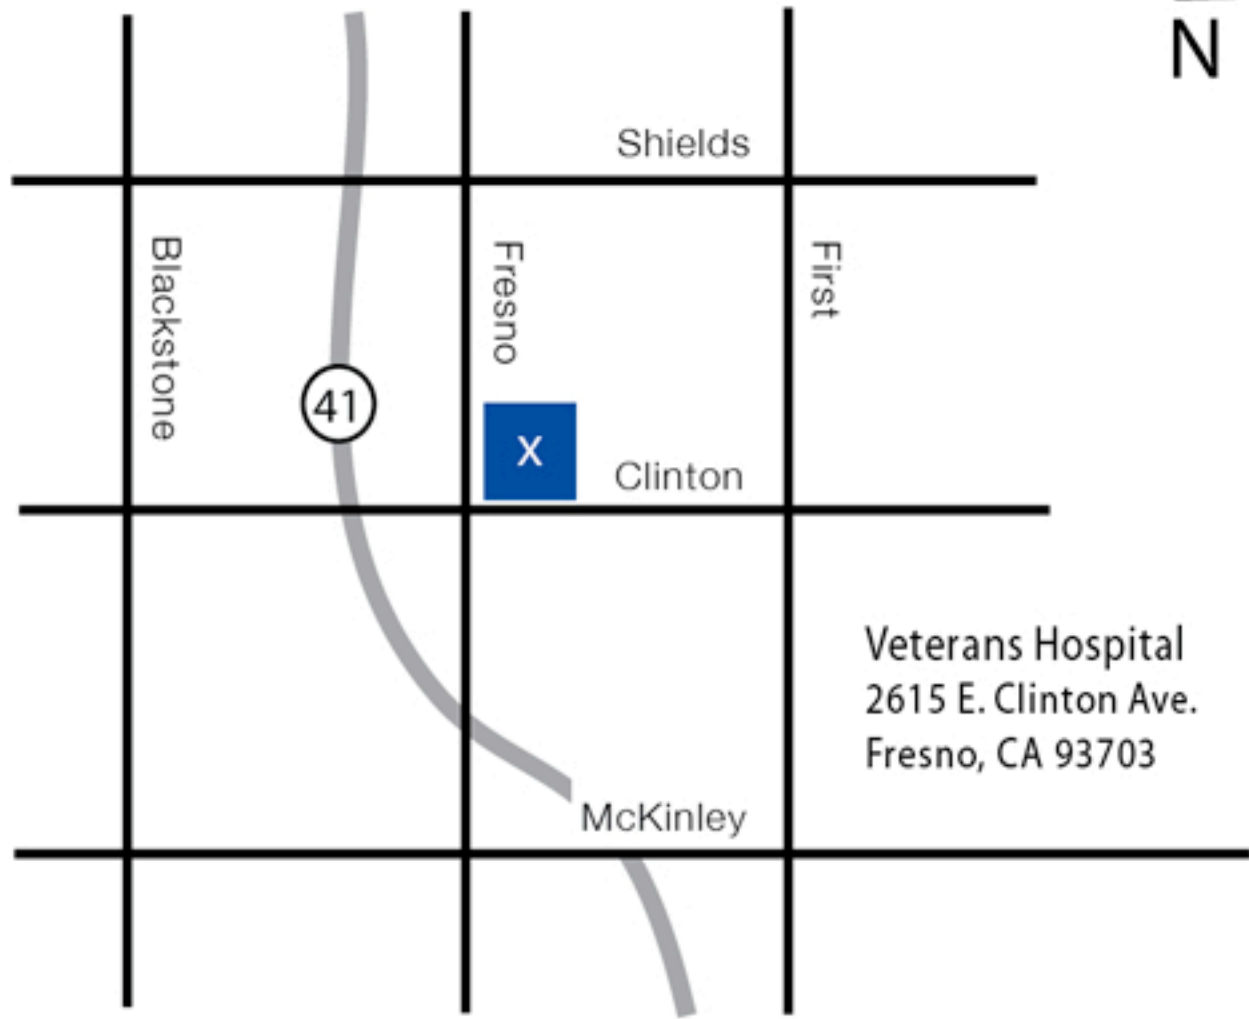 N
Shields
Blackstone
Fresno
First
41
X
Clinton
Veterans Hospital
2615 E. Clinton Ave.
Fresno, CA 93703
McKinley